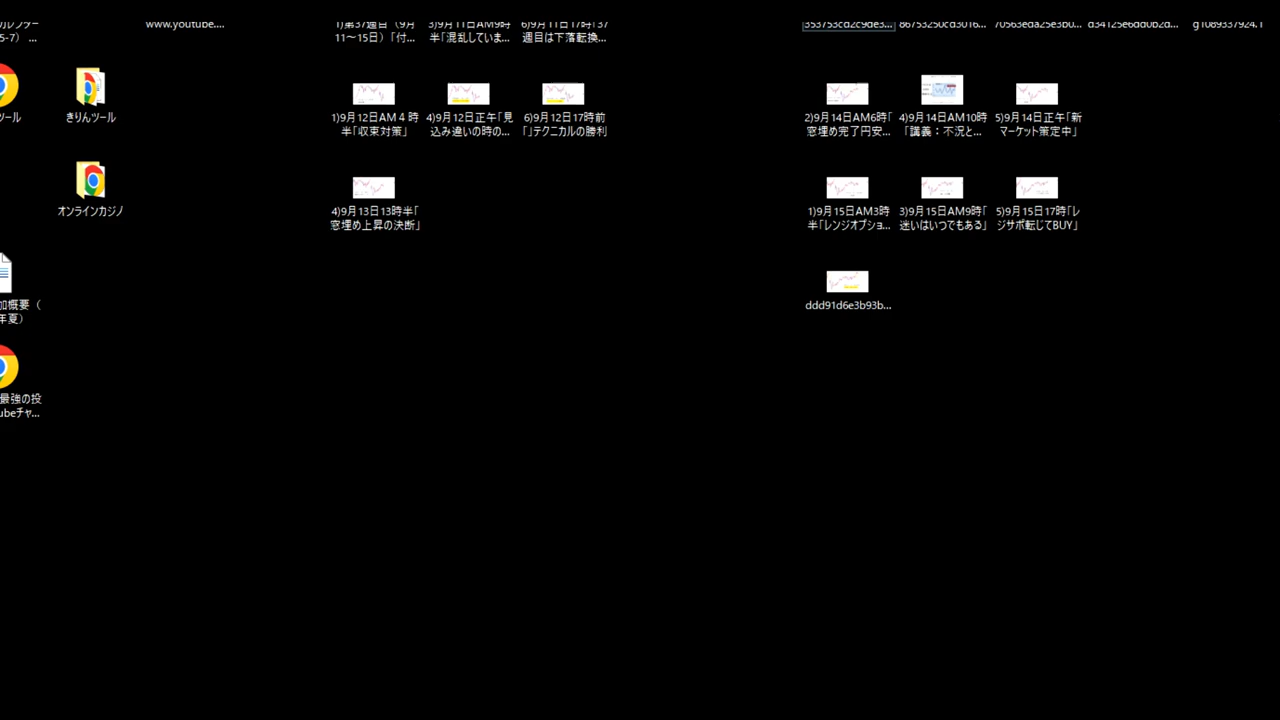 5-7） ...
www.youtube....
11～15日）「付...
3)9月11日AM9時
半「混乱していま...
6)9月11日17時「37
週目は下落転換...
353753cd2c9de3...
86753250cd3016...
70563eda25e3b0...
d34125e6dd0b2d...
g1089337924.1
ツール
きりんツール
1)9月12日AM４時
半「収束対策」
4)9月12日正午「見
込み違いの時の...
6)9月12日17時前
「」テクニカルの勝利
2)9月14日AM6時「
窓埋め完了円安...
4)9月14日AM10時
「講義：不況と...
5)9月14日正午「新
マーケット策定中」
オンラインカジノ
4)9月13日13時半「
窓埋め上昇の決断」
1)9月15日AM3時
半「レンジオプショ...
3)9月15日AM9時「
迷いはいつでもある」
5)9月15日17時「レ
ジサポ転じてBUY」
加概要（
年夏）
ddd91d6e3b93b...
最強の投
ubeチャ...